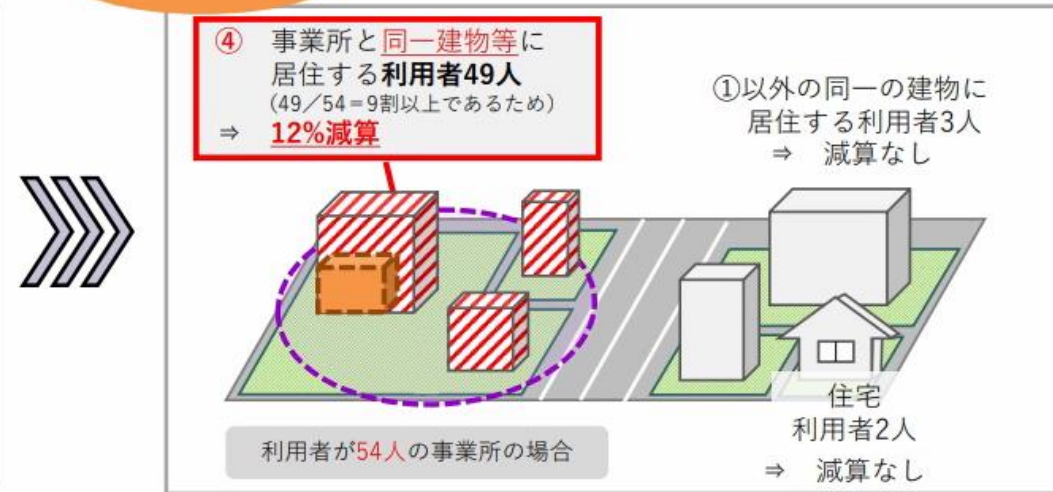 ④ 事業所と同一建物等に
居住する利用者49人
(49/54=9割以上であるため)
⇒ 12%減算
①以外の同一の建物に
居住する利用者3人
⇒ 減算なし
住宅
利用者2人
⇒ 減算なし
利用者が54人の事業所の場合